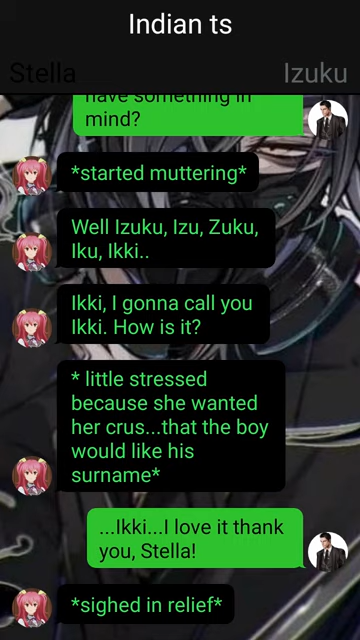 Indian ts
Stella
Izuku
have something in
mind?
*started muttering*
Well Izuku, Izu, Zuku,
Iku, Ikki..
Ikki, I gonna call you
Ikki. How is it?
* little stressed
because she wanted
her crus...that the boy
would like his
surname*
...Ikki...I love it thank
you, Stella!
*sighed in relief*